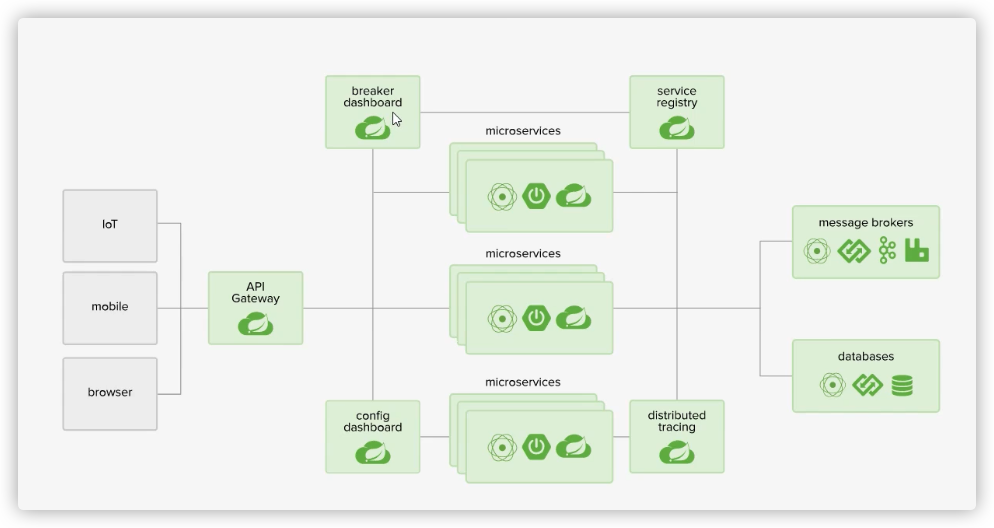 breaker
dashboard
service
registry
microservices
IoT
message brokers
microservices
API
Gateway
mobile
databases
microservices
browser
config
dashboard
distributed
tracing